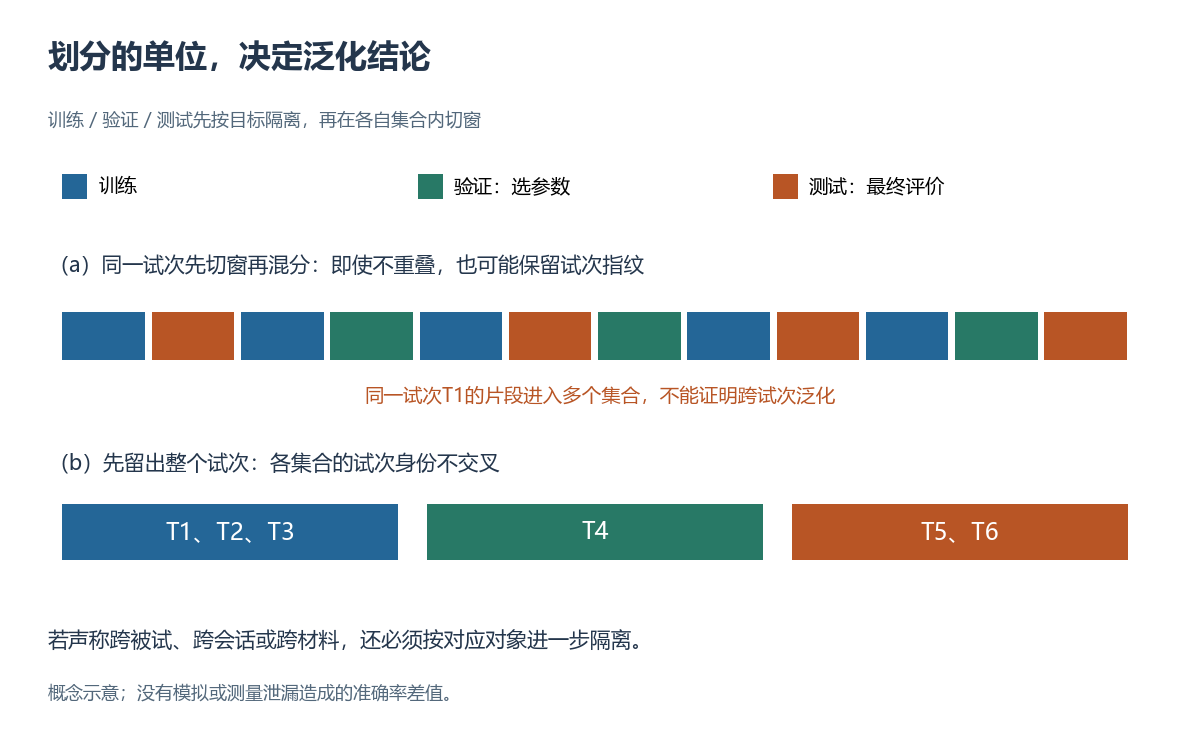 划分的单位，决定泛化结论
训练 / 验证 / 测试先按目标隔离，再在各自集合内切窗
训练
验证：选参数
测试：最终评价
（a）同一试次先切窗再混分：即使不重叠，也可能保留试次指纹
同一试次T1的片段进入多个集合，不能证明跨试次泛化
（b）先留出整个试次：各集合的试次身份不交叉
T1、T2、T3
T4
T5、T6
若声称跨被试、跨会话或跨材料，还必须按对应对象进一步隔离。
概念示意；没有模拟或测量泄漏造成的准确率差值。